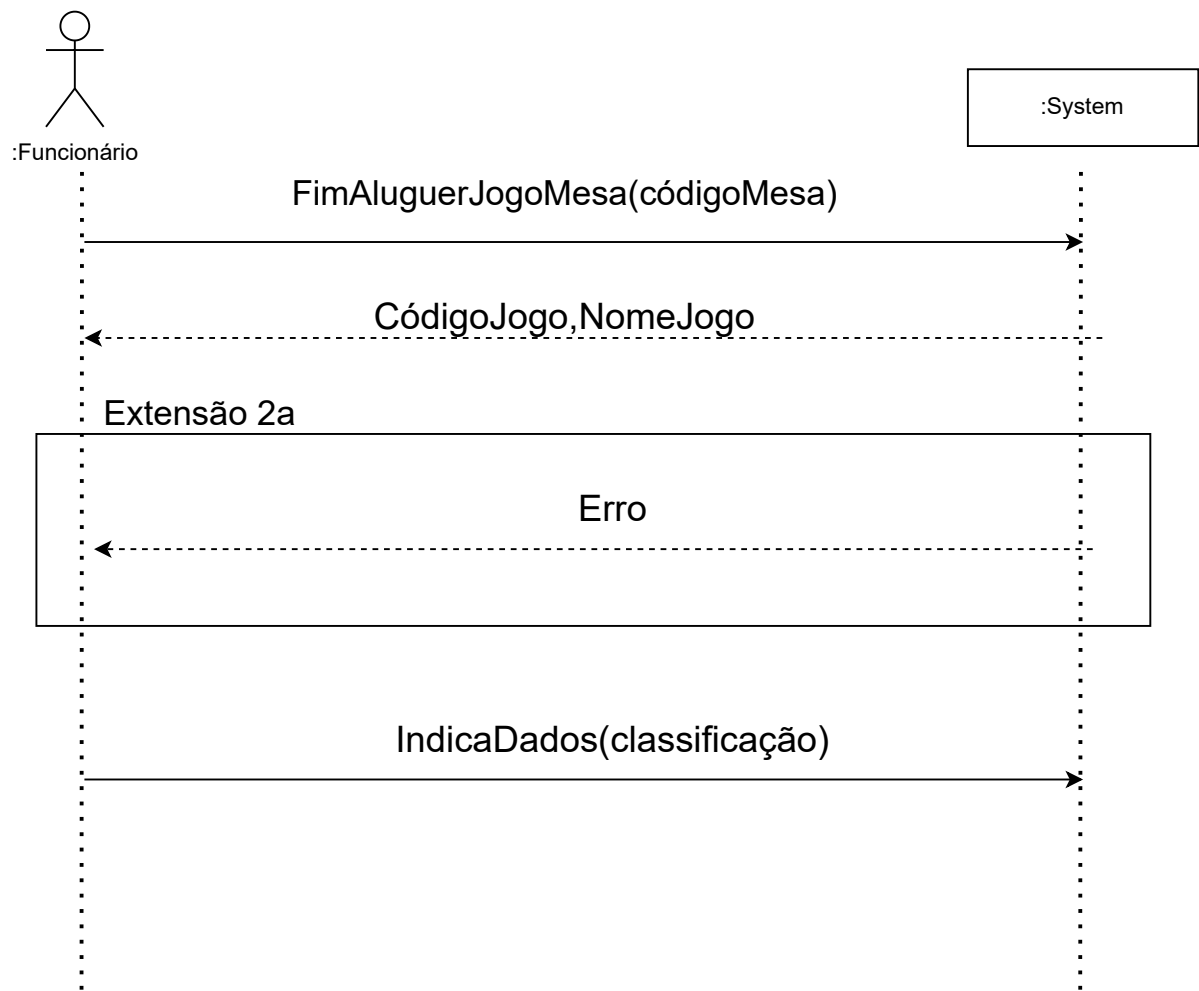 :System
:Funcionário
FimAluguerJogoMesa(códigoMesa)
CódigoJogo,NomeJogo
Extensão 2a
Erro
IndicaDados(classificação)